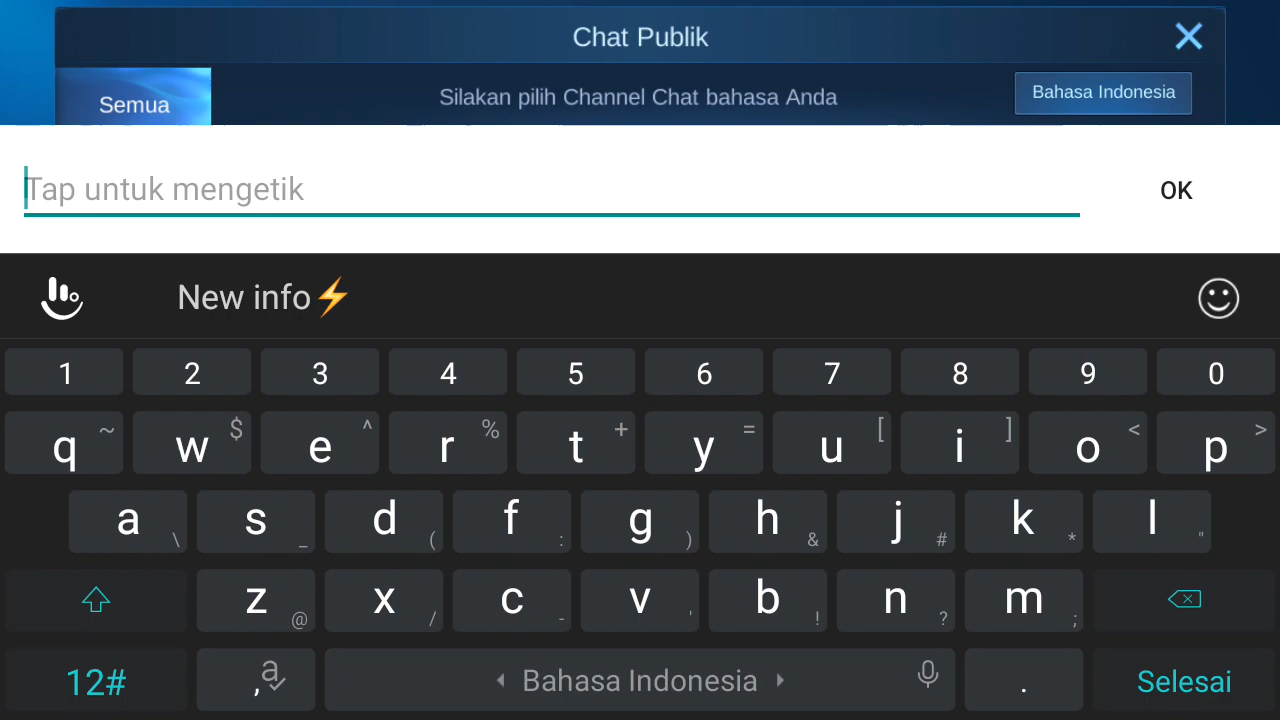 Chat Publik
Semua
Silakan pilih Channel Chat bahasa Anda
Bahasa Indonesia
Tap untuk mengetik
OK
New info⚡
1 2 3 4 5 6 7 8 9 0
q ~ w $ e ^ r % t + y = u [ i ] o < p >
a \ s _ d ( f : g ) h & j # k * l "
z @ x / c - v ' b ! n ? m ;
12# , a Bahasa Indonesia . Selesai